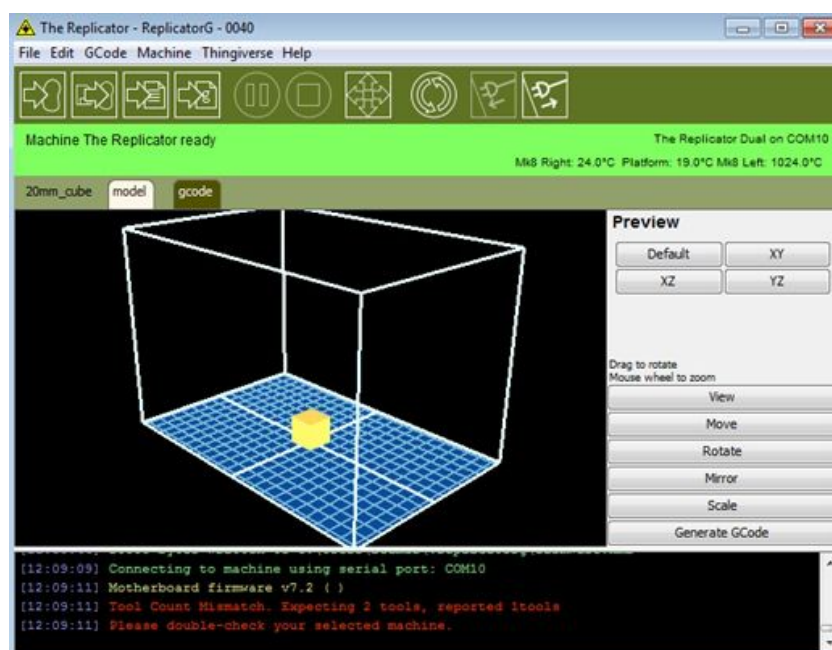 The Replicator - ReplicatorG - 0040
File Edit GCode Machine Thingiverse Help
Machine The Replicator ready
The Replicator Dual on COM10
Mk8 Right: 24.0°C Platform: 19.0°C Mk8 Left: 1024.0°C
20mm_cube model gcode
Preview
Default XY
XZ YZ
Drag to rotate
Mouse wheel to zoom
View
Move
Rotate
Mirror
Scale
Generate GCode
[12:09:09] Connecting to machine using serial port: COM10
[12:09:11] Motherboard firmware v7.2 ( )
[12:09:11] Tool Count Mismatch. Expecting 2 tools, reported 1tools
[12:09:11] Please double-check your selected machine.